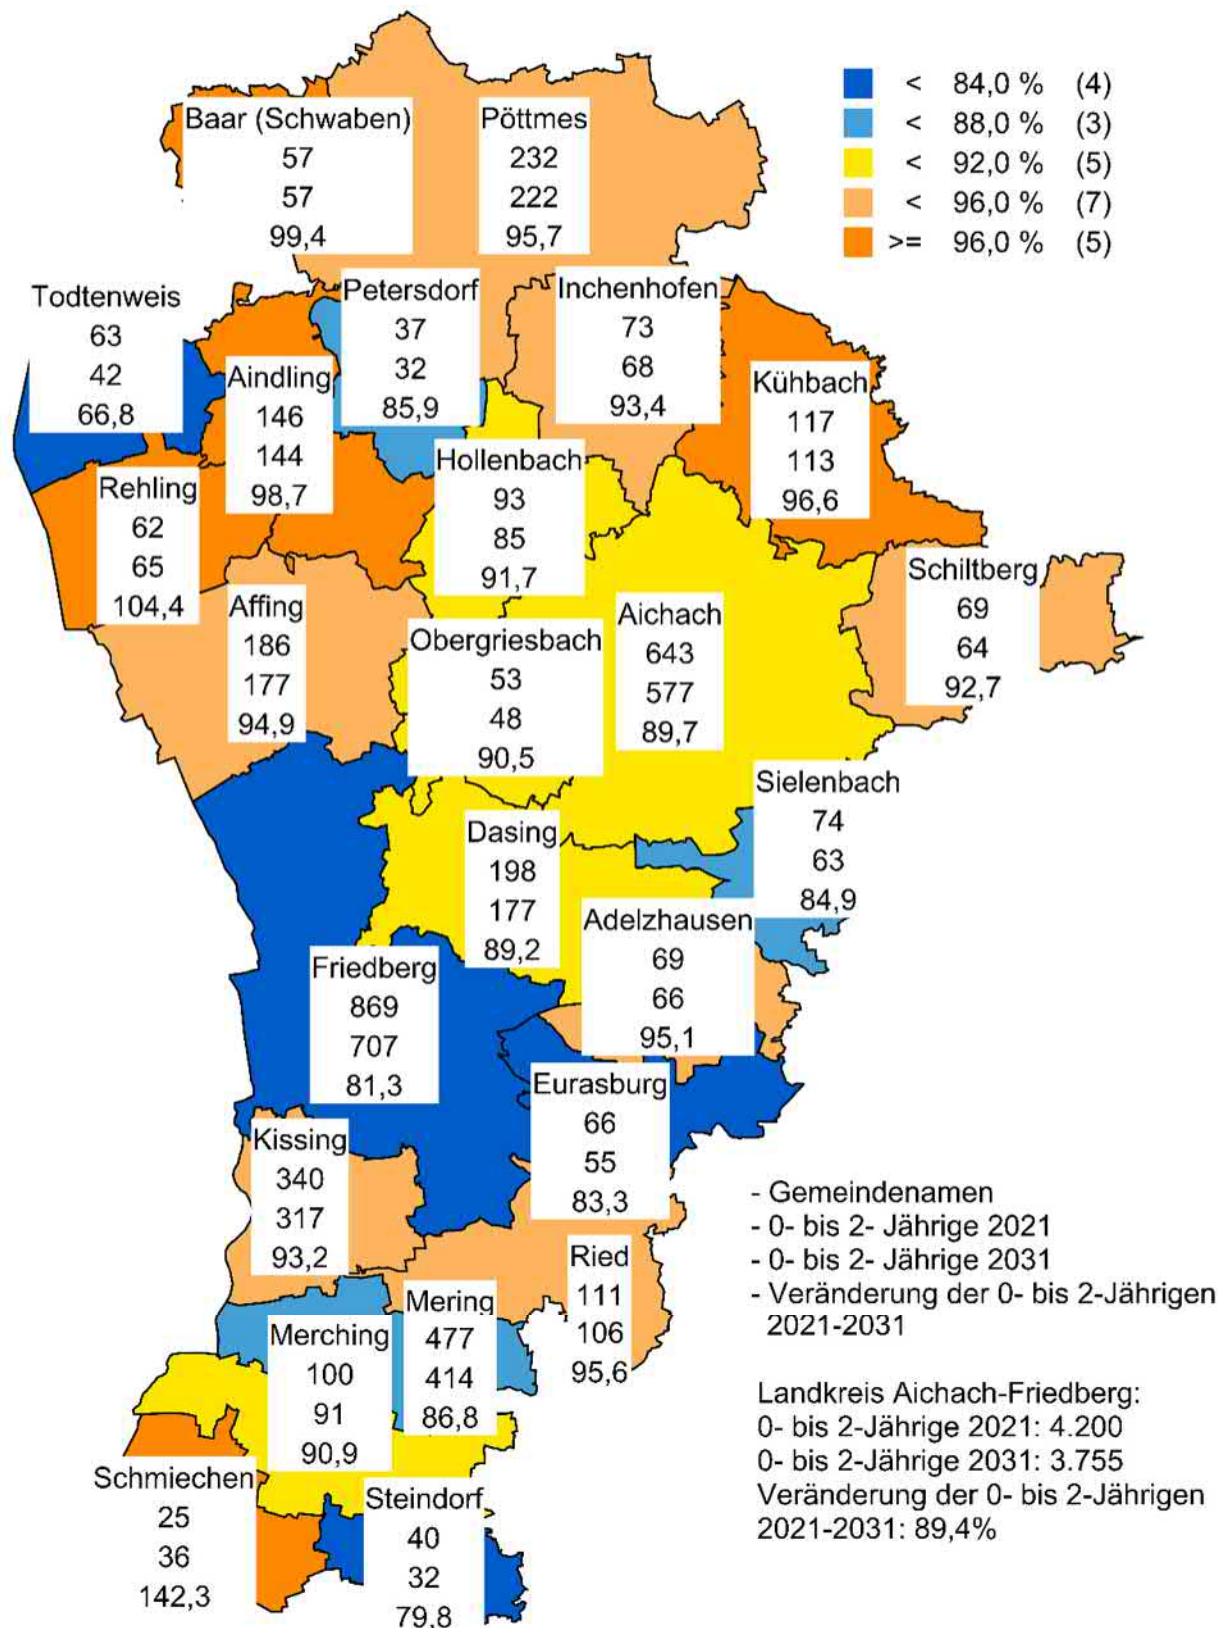 < 84,0 % (4)
< 88,0 % (3)
< 92,0 % (5)
< 96,0 % (7)
>= 96,0 % (5)
Baar (Schwaben)
57
57
99,4
Pöttmes
232
222
95,7
Todtenweis
63
42
66,8
Petersdorf
37
32
85,9
Inchenhofen
73
68
93,4
Aindling
146
144
98,7
Kühbach
117
113
96,6
Hollenbach
93
85
91,7
Rehling
62
65
104,4
Schiltberg
69
64
92,7
Affing
186
177
94,9
Aichach
643
577
89,7
Obergriesbach
53
48
90,5
Sielenbach
74
63
84,9
Dasing
198
177
89,2
Adelzhausen
69
66
95,1
Friedberg
869
707
81,3
Eurasburg
66
55
83,3
Kissing
340
317
93,2
Ried
111
106
95,6
Mering
477
414
86,8
Merching
100
91
90,9
Schmiechen
25
36
142,3
Steindorf
40
32
79,8
- Gemeindenamen
- 0- bis 2- Jährige 2021
- 0- bis 2- Jährige 2031
- Veränderung der 0- bis 2-Jährigen
2021-2031
Landkreis Aichach-Friedberg:
0- bis 2-Jährige 2021: 4.200
0- bis 2-Jährige 2031: 3.755
Veränderung der 0- bis 2-Jährigen
2021-2031: 89,4%